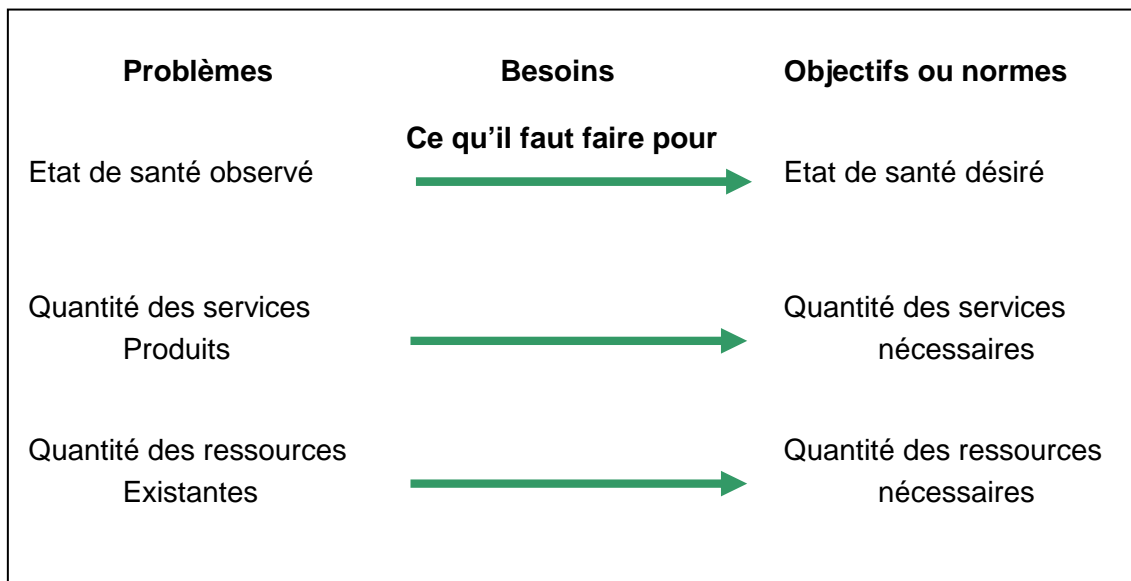 Problèmes Besoins Objectifs ou normes
Ce qu'il faut faire pour
Etat de santé observé Etat de santé désiré
Quantité des services Quantité des services
Produits nécessaires
Quantité des ressources Quantité des ressources
Existantes nécessaires